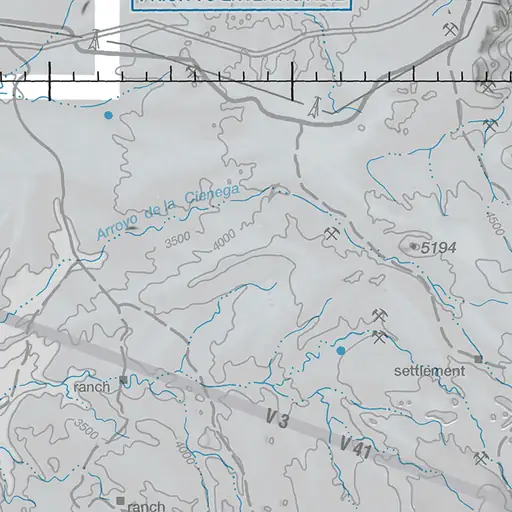 Arroyo de la Cienega
3500
4000
4500
5194
settlement
ranch
V 3
3500
V 41
4000
ranch